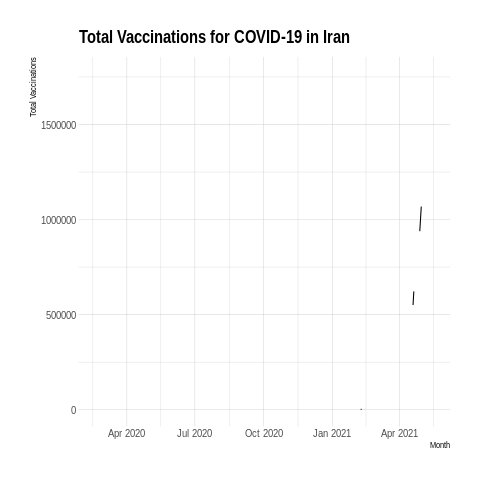 Total Vaccinations for COVID-19 in Iran
Total Vaccinations
1500000
1000000
500000
0
Apr 2020 Jul 2020 Oct 2020 Jan 2021 Apr 2021
Month